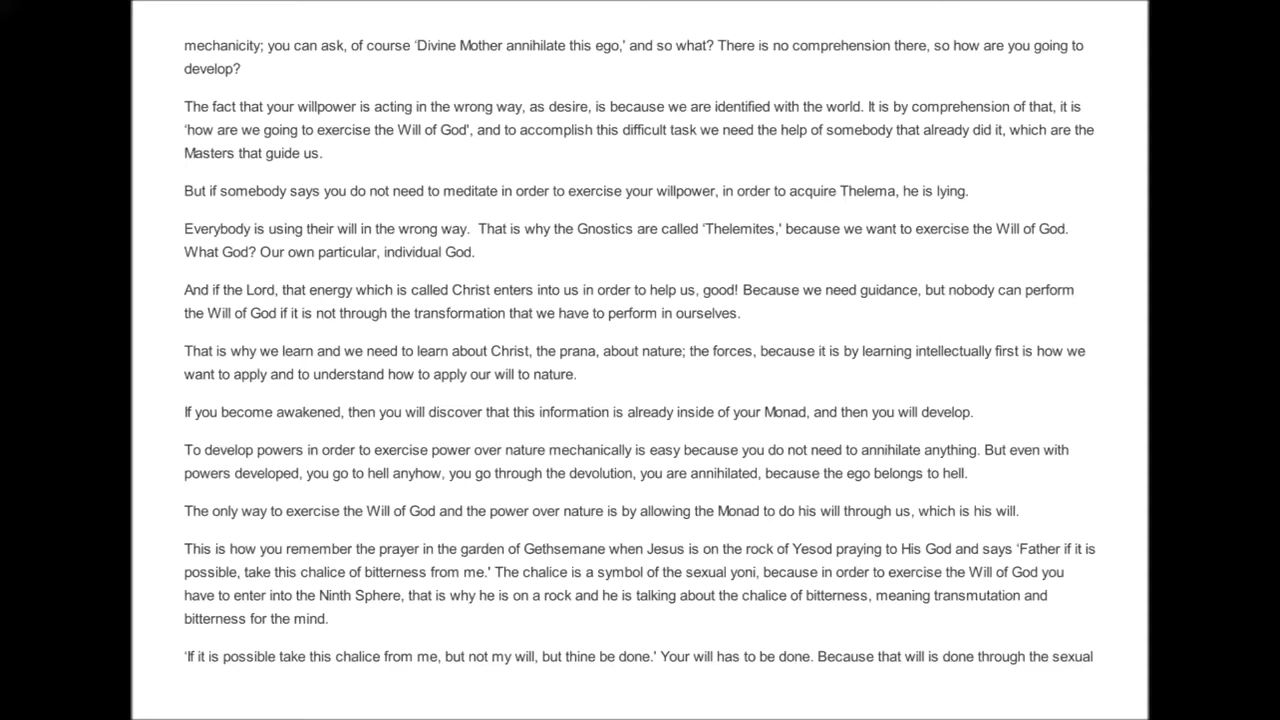 mechanicity; you can ask, of course ‘Divine Mother annihilate this ego,’ and so what? There is no comprehension there, so how are you going to
develop?
The fact that your willpower is acting in the wrong way, as desire, is because we are identified with the world. It is by comprehension of that, it is
‘how are we going to exercise the Will of God’, and to accomplish this difficult task we need the help of somebody that already did it, which are the
Masters that guide us.
But if somebody says you do not need to meditate in order to exercise your willpower, in order to acquire Thelema, he is lying.
Everybody is using their will in the wrong way.  That is why the Gnostics are called ‘Thelemites,’ because we want to exercise the Will of God.
What God? Our own particular, individual God.
And if the Lord, that energy which is called Christ enters into us in order to help us, good! Because we need guidance, but nobody can perform
the Will of God if it is not through the transformation that we have to perform in ourselves.
That is why we learn and we need to learn about Christ, the prana, about nature; the forces, because it is by learning intellectually first is how we
want to apply and to understand how to apply our will to nature.
If you become awakened, then you will discover that this information is already inside of your Monad, and then you will develop.
To develop powers in order to exercise power over nature mechanically is easy because you do not need to annihilate anything. But even with
powers developed, you go to hell anyhow, you go through the devolution, you are annihilated, because the ego belongs to hell.
The only way to exercise the Will of God and the power over nature is by allowing the Monad to do his will through us, which is his will.
This is how you remember the prayer in the garden of Gethsemane when Jesus is on the rock of Yesod praying to His God and says ‘Father if it is
possible, take this chalice of bitterness from me.’ The chalice is a symbol of the sexual yoni, because in order to exercise the Will of God you
have to enter into the Ninth Sphere, that is why he is on a rock and he is talking about the chalice of bitterness, meaning transmutation and
bitterness for the mind.
‘If it is possible take this chalice from me, but not my will, but thine be done.’ Your will has to be done. Because that will is done through the sexual